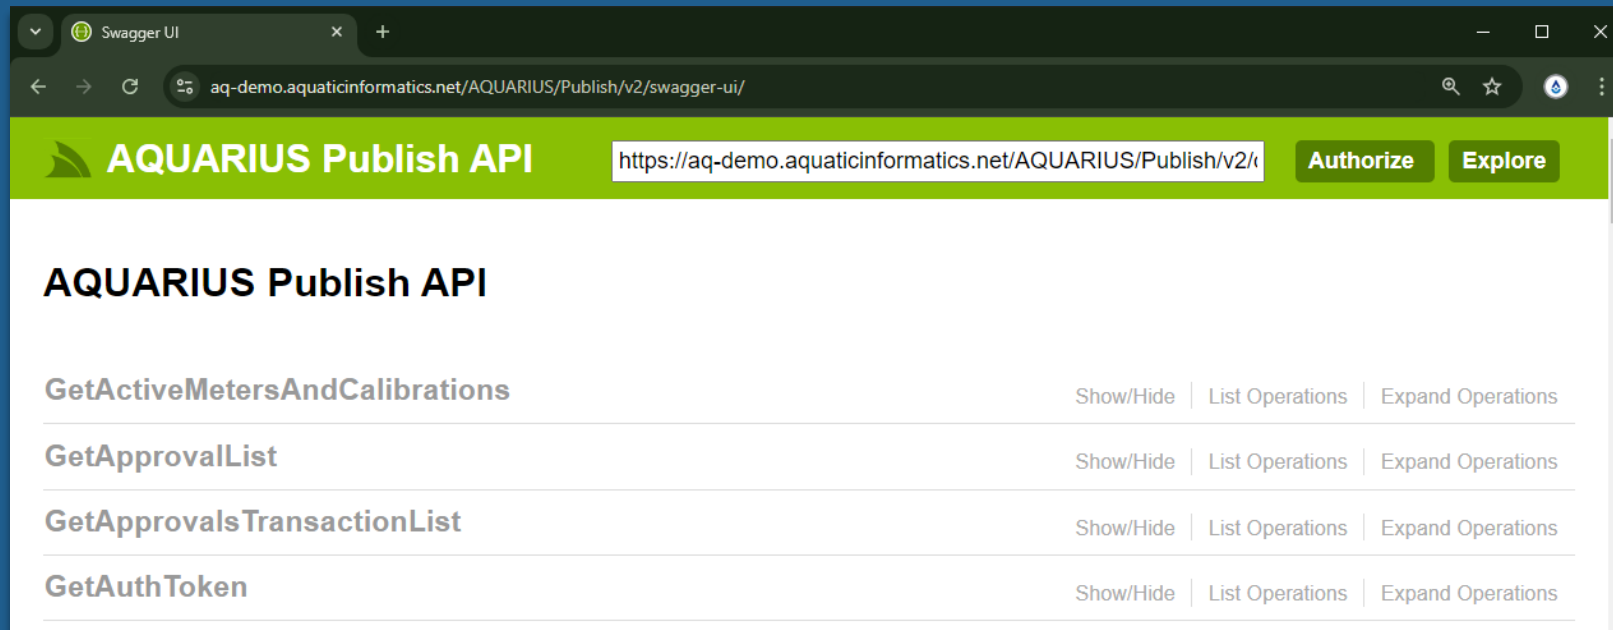 Swagger UI
aq-demo.aquaticinformatics.net/AQUARIUS/Publish/v2/swagger-ui/
AQUARIUS Publish API
https://aq-demo.aquaticinformatics.net/AQUARIUS/Publish/v2/
Authorize
Explore
AQUARIUS Publish API
GetActiveMetersAndCalibrations Show/Hide List Operations Expand Operations
GetApprovalList Show/Hide List Operations Expand Operations
GetApprovalsTransactionList Show/Hide List Operations Expand Operations
GetAuthToken Show/Hide List Operations Expand Operations